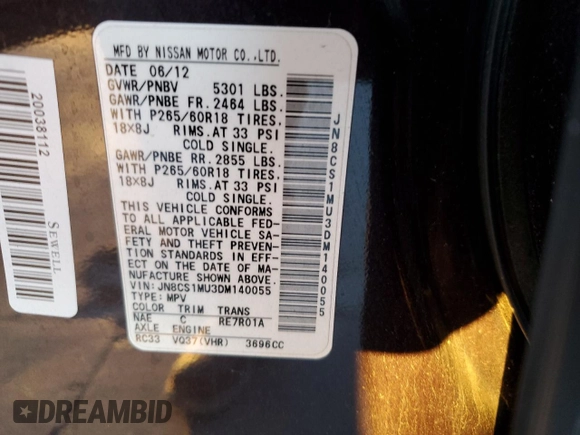 MFD BY NISSAN MOTOR CO.,LTD.
DATE 06/12
GVWR/PNBV 5301 LBS.
GAWR/PNBE FR. 2464 LBS.
WITH P265/60R18 TIRES.
18X8J RIMS.AT 33 PSI
COLD SINGLE.
GAWR/PNBE RR. 2855 LBS.
WITH P265/60R18 TIRES.
18X8J RIMS.AT 33 PSI
COLD SINGLE.
THIS VEHICLE CONFORMS
TO ALL APPLICABLE FED-
ERAL MOTOR VEHICLE SA-
FETY AND THEFT PREVEN-
TION STANDARDS IN EFF-
ECT ON THE DATE OF MA-
NUFACTURE SHOWN ABOVE.
VIN: JN8CS1MU3DM140055
TYPE: MPV
COLOR TRIM TRANS
NAE C RE7R01A
AXLE ENGINE
RC33 VQ37(VHR) 3696CC
JN8CS1MU3DM140055
20038112
SEWELL
DREAMBID